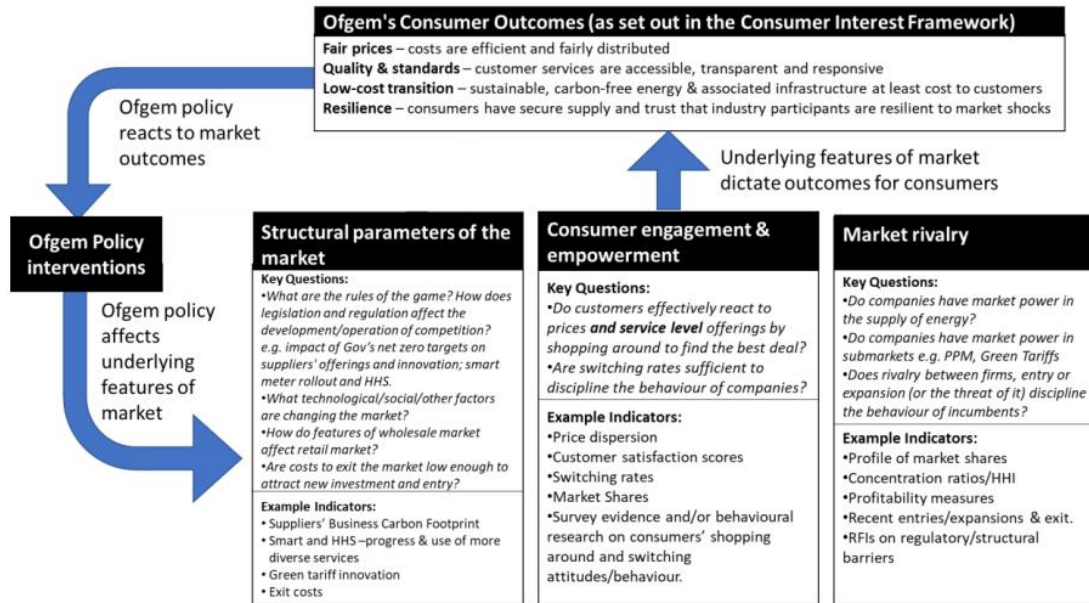 Ofgem's Consumer Outcomes (as set out in the Consumer Interest Framework)
Fair prices – costs are efficient and fairly distributed
Quality & standards – customer services are accessible, transparent and responsive
Low-cost transition – sustainable, carbon-free energy & associated infrastructure at least cost to customers
Resilience – consumers have secure supply and trust that industry participants are resilient to market shocks
Ofgem policy
reacts to market
outcomes
Underlying features of market
dictate outcomes for consumers
Ofgem Policy
interventions
Ofgem policy
affects
underlying
features of
market
Structural parameters of the
market
Key Questions:
•What are the rules of the game? How does
legislation and regulation affect the
development/operation of competition?
e.g. impact of Gov's net zero targets on
suppliers' offerings and innovation; smart
meter rollout and HHS.
•What technological/social/other factors
are changing the market?
•How do features of wholesale market
affect retail market?
•Are costs to exit the market low enough to
attract new investment and entry?
Example Indicators:
• Suppliers' Business Carbon Footprint
• Smart and HHS –progress & use of more
diverse services
• Green tariff innovation
• Exit costs
Consumer engagement &
empowerment
Key Questions:
•Do customers effectively react to
prices and service level offerings by
shopping around to find the best deal?
•Are switching rates sufficient to
discipline the behaviour of companies?
Example Indicators:
•Price dispersion
•Customer satisfaction scores
•Switching rates
•Market Shares
•Survey evidence and/or behavioural
research on consumers' shopping
around and switching
attitudes/behaviour.
Market rivalry
Key Questions:
•Do companies have market power in
the supply of energy?
•Do companies have market power in
submarkets e.g. PPM, Green Tariffs
•Does rivalry between firms, entry or
expansion (or the threat of it) discipline
the behaviour of incumbents?
Example Indicators:
•Profile of market shares
•Concentration ratios/HHI
•Profitability measures
•Recent entries/expansions & exit.
•RFIs on regulatory/structural
barriers